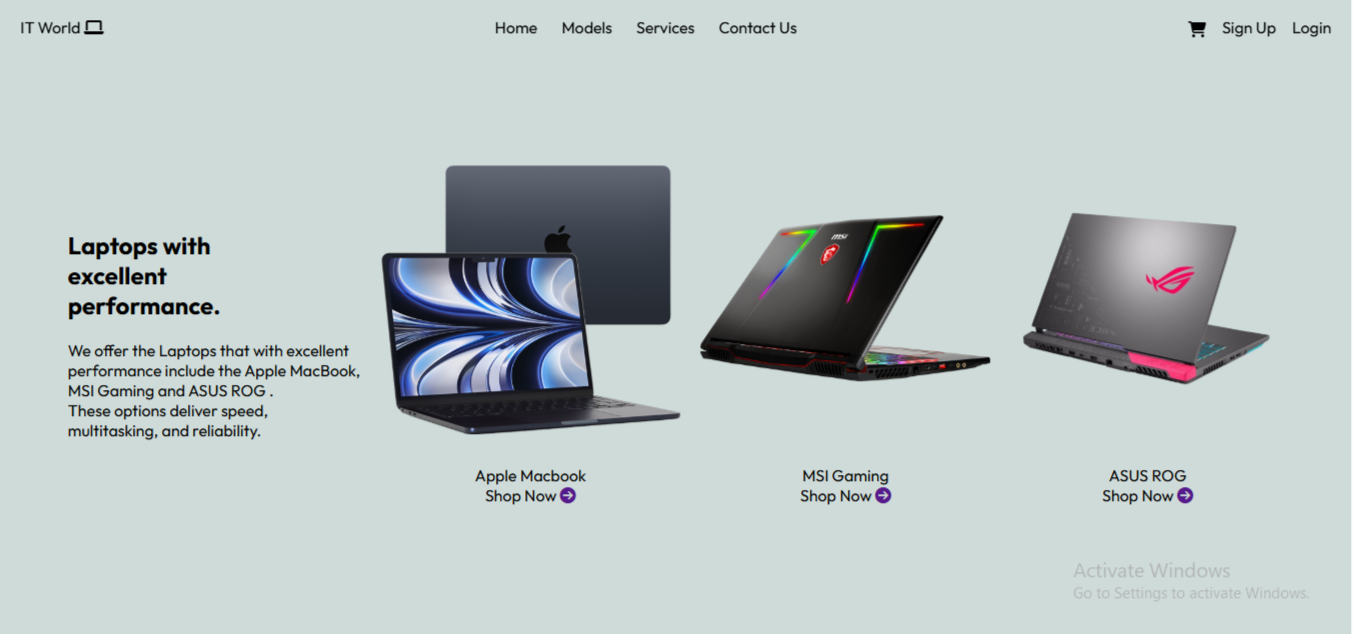 IT World
Home Models Services Contact Us
Sign Up Login
Laptops with
excellent
performance.
We offer the Laptops that with excellent
performance include the Apple MacBook,
MSI Gaming and ASUS ROG .
These options deliver speed,
multitasking, and reliability.
msi
Apple Macbook
Shop Now
MSI Gaming
Shop Now
ASUS ROG
Shop Now
Activate Windows
Go to Settings to activate Windows.